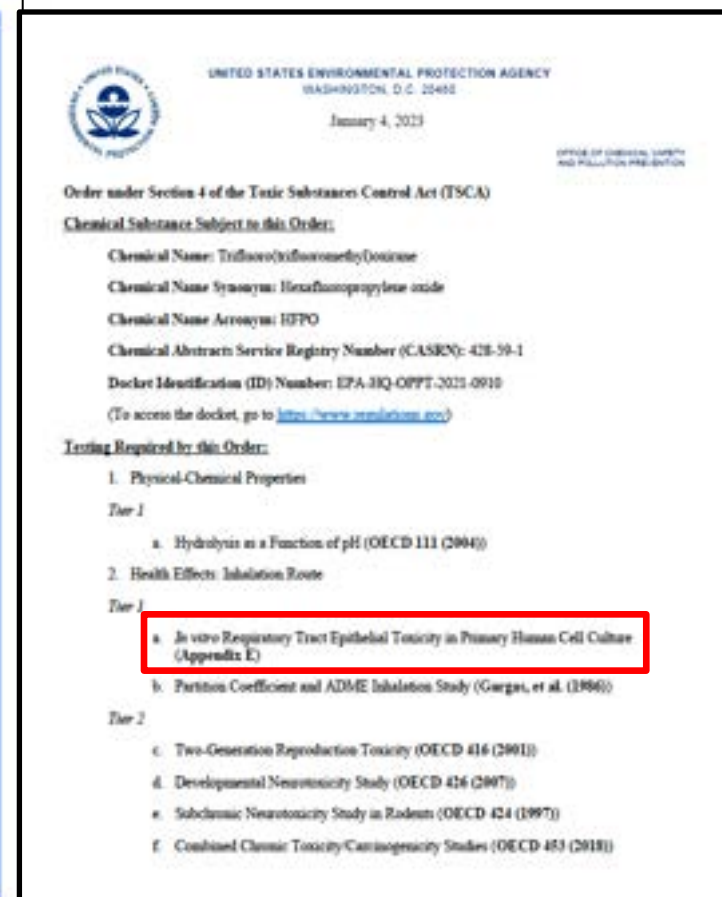 UNITED STATES ENVIRONMENTAL PROTECTION AGENCY
WASHINGTON, D.C. 20460
January 4, 2023
OFFICE OF CHEMICAL SAFETY
AND POLLUTION PREVENTION
Order under Section 4 of the Toxic Substances Control Act (TSCA)
Chemical Substance Subject to this Order:
Chemical Name: Trifluoro(trifluoromethyl)oxirane
Chemical Name Synonym: Hexafluoropropylene oxide
Chemical Name Acronym: HFPO
Chemical Abstracts Service Registry Number (CASRN): 428-59-1
Docket Identification (ID) Number: EPA-HQ-OPPT-2021-0910
(To access the docket, go to https://www.regulations.gov)
Testing Required by this Order:
1. Physical-Chemical Properties
Tier 1
a. Hydrolysis as a Function of pH (OECD 111 (2004))
2. Health Effects: Inhalation Route
Tier 1
a. In vitro Respiratory Tract Epithelial Toxicity in Primary Human Cell Culture
(Appendix E)
b. Partition Coefficient and ADME Inhalation Study (Gargas, et al. (1986))
Tier 2
c. Two-Generation Reproduction Toxicity (OECD 416 (2001))
d. Developmental Neurotoxicity Study (OECD 426 (2007))
e. Subchronic Neurotoxicity Study in Rodents (OECD 424 (1997))
f. Combined Chronic Toxicity/Carcinogenicity Studies (OECD 453 (2018))